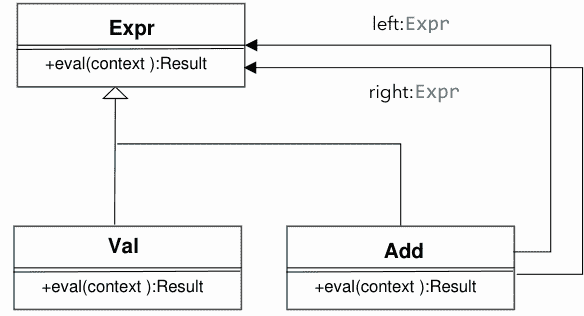 Expr
+eval(context ):Result
left:Expr
right:Expr
Val
+eval(context ):Result
Add
+eval(context ):Result